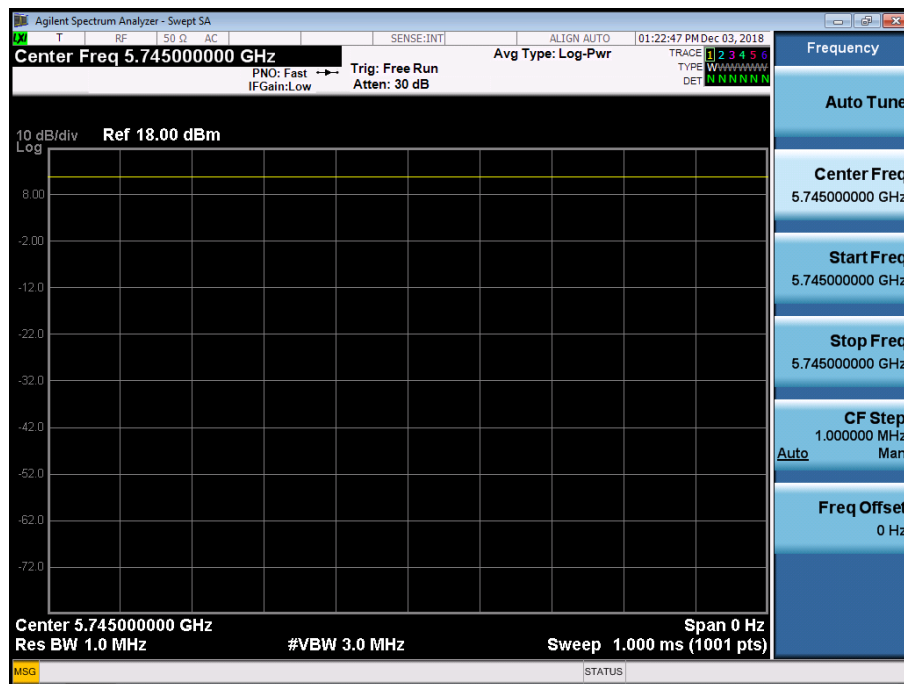 Agilent Spectrum Analyzer - Swept SA
LXI T RF 50 Ω AC SENSE:INT ALIGN AUTO 01:22:47 PM Dec 03, 2018
Center Freq 5.745000000 GHz
PNO: Fast
IFGain:Low
Trig: Free Run
Atten: 30 dB
Avg Type: Log-Pwr
TRACE 1 2 3 4 5 6
TYPE WWWWWW
DET N N N N N N
10 dB/div Ref 18.00 dBm
Log
8.00
-2.00
-12.0
-22.0
-32.0
-42.0
-52.0
-62.0
-72.0
Center 5.745000000 GHz Span 0 Hz
Res BW 1.0 MHz #VBW 3.0 MHz Sweep 1.000 ms (1001 pts)
MSG STATUS
Frequency
Auto Tune
Center Freq
5.745000000 GHz
Start Freq
5.745000000 GHz
Stop Freq
5.745000000 GHz
CF Step
1.000000 MHz
Auto Man
Freq Offset
0 Hz